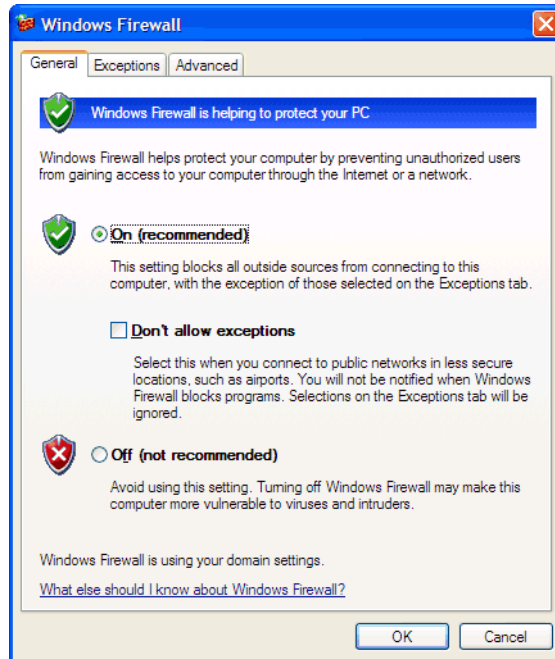 Windows Firewall
General Exceptions Advanced
Windows Firewall is helping to protect your PC
Windows Firewall helps protect your computer by preventing unauthorized users
from gaining access to your computer through the Internet or a network.
On (recommended)
This setting blocks all outside sources from connecting to this
computer, with the exception of those selected on the Exceptions tab.
Don't allow exceptions
Select this when you connect to public networks in less secure
locations, such as airports. You will not be notified when Windows
Firewall blocks programs. Selections on the Exceptions tab will be
ignored.
Off (not recommended)
Avoid using this setting. Turning off Windows Firewall may make this
computer more vulnerable to viruses and intruders.
Windows Firewall is using your domain settings.
What else should I know about Windows Firewall?
OK Cancel